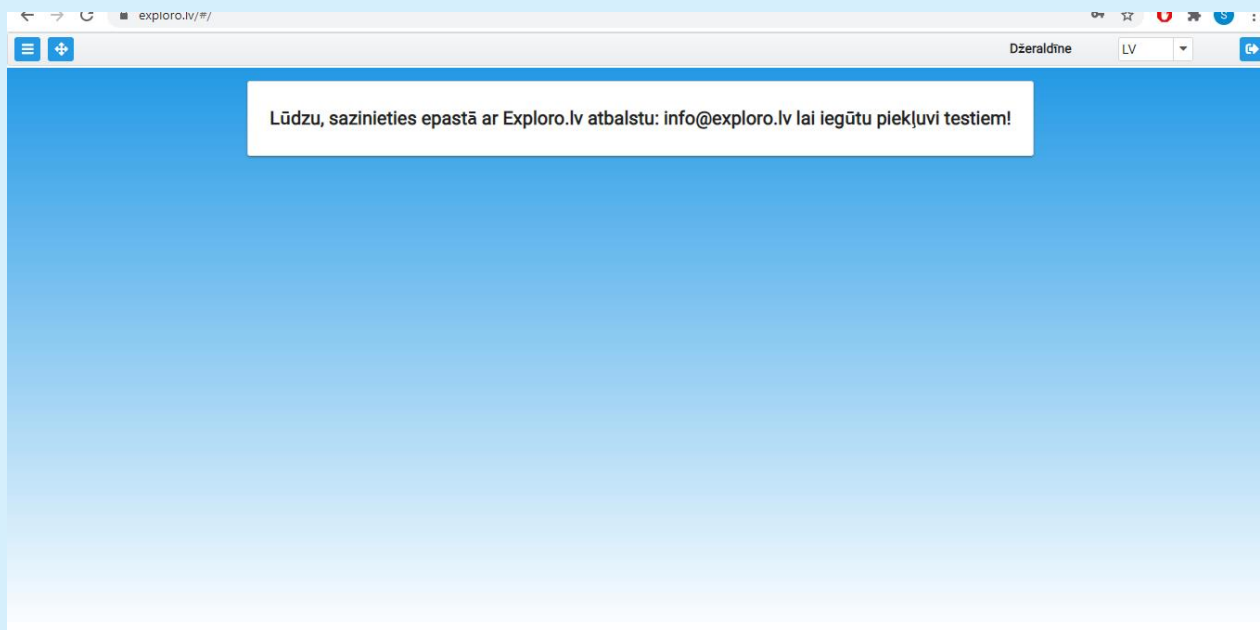 exploro.lv/#/
S
Džeraldīne LV
Lūdzu, sazinieties epastā ar Exploro.lv atbalstu: info@exploro.lv lai iegūtu piekļuvi testiem!